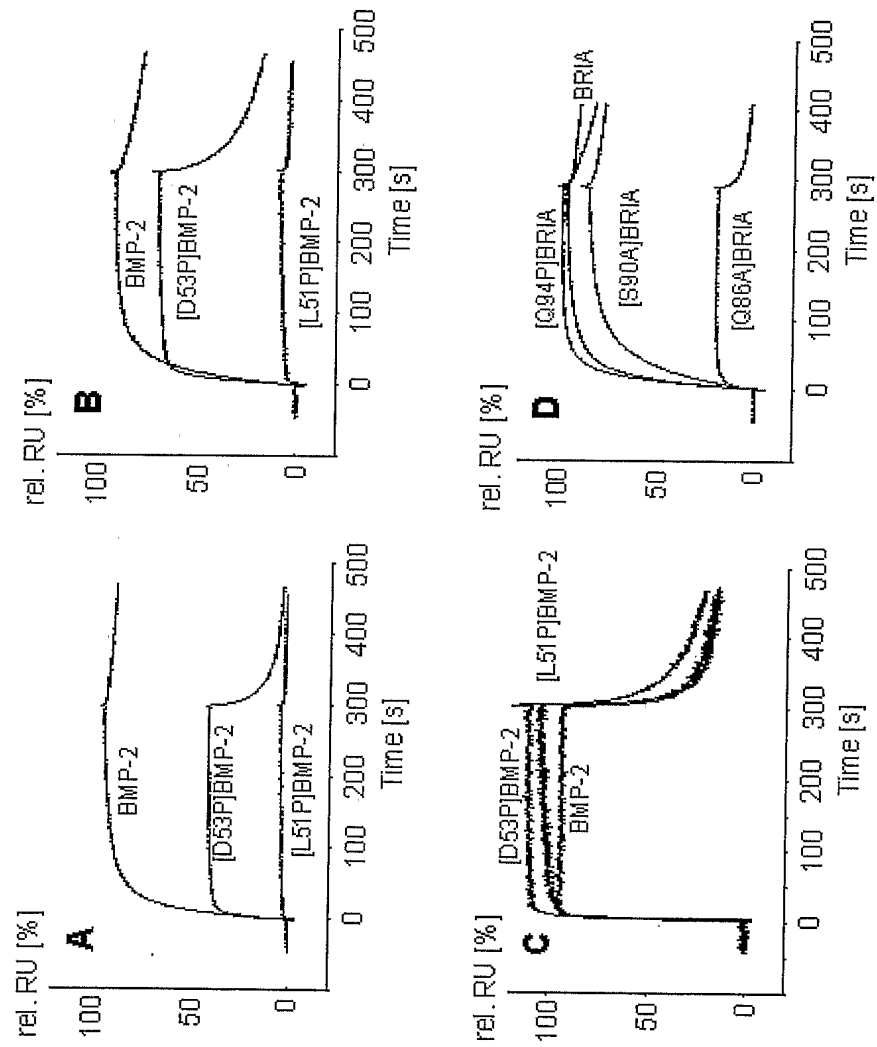 A
rel. RU [%]
100
50
0
BMP-2
[D53P]BMP-2
[L51P]BMP-2
0
100
200
300
400
500
Time [s]
B
rel. RU [%]
100
50
0
BMP-2
[D53P]BMP-2
[L51P]BMP-2
0
100
200
300
400
500
Time [s]
C
rel. RU [%]
100
50
0
[D53P]BMP-2
[L51P]BMP-2
BMP-2
0
100
200
300
400
500
Time [s]
D
rel. RU [%]
100
50
0
[Q94P]BRIA
BRIA
[S90A]BRIA
[Q86A]BRIA
0
100
200
300
400
500
Time [s]